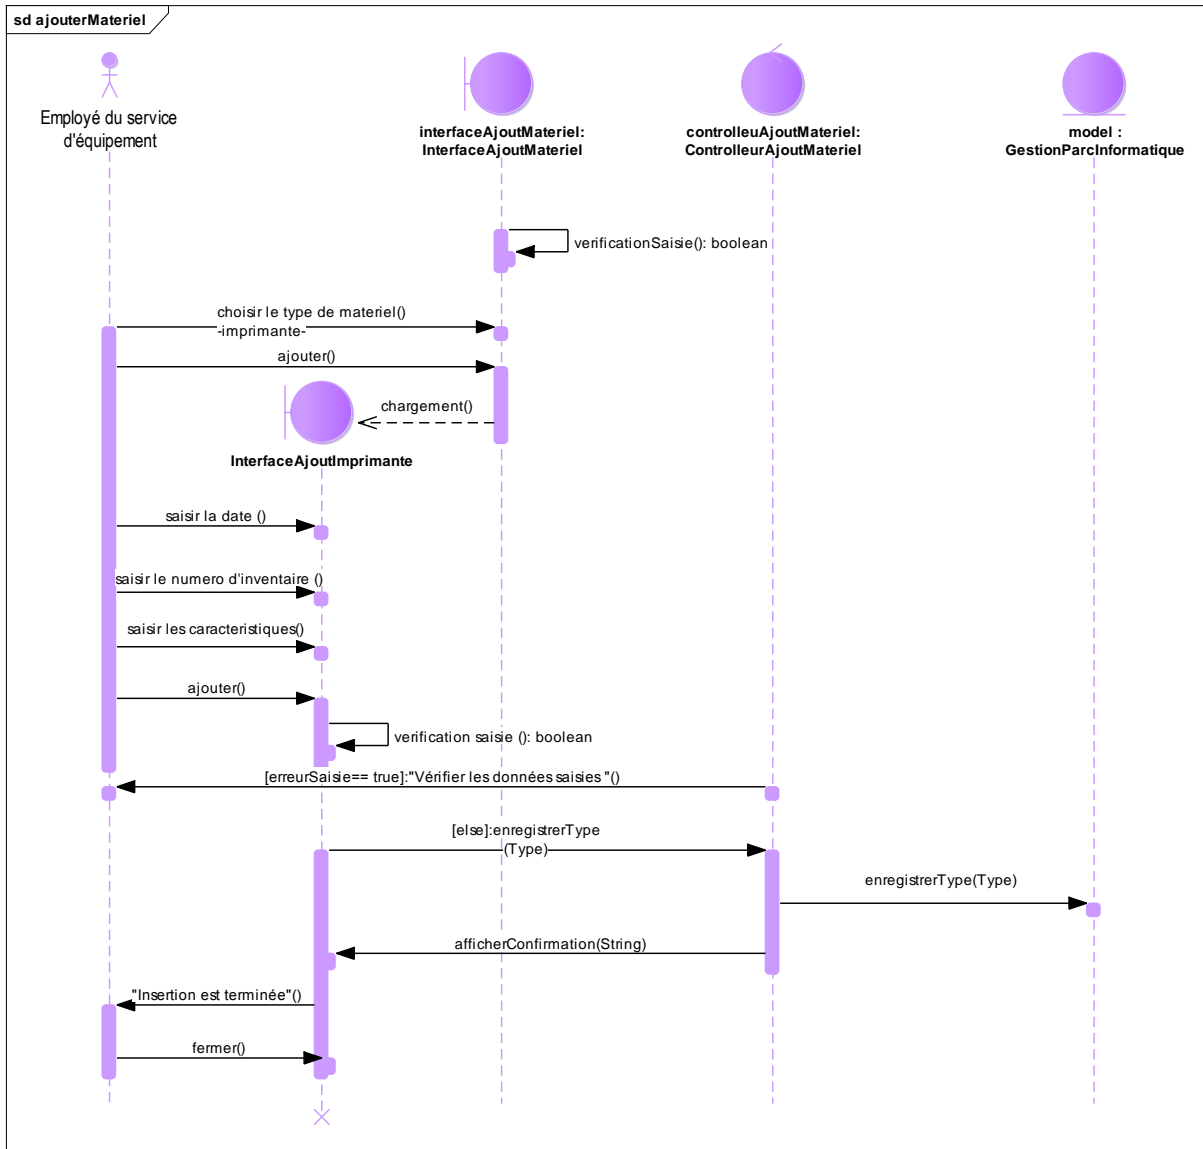 sd ajouterMateriel
Employé du service
d'équipement
interfaceAjoutMateriel:
InterfaceAjoutMateriel
controlleuAjoutMateriel:
ControlleurAjoutMateriel
model :
GestionParcInformatique
verificationSaisie(): boolean
choisir le type de materiel()
-imprimante-
ajouter()
chargement()
InterfaceAjoutImprimante
saisir la date ()
saisir le numero d'inventaire ()
saisir les caracteristiques()
ajouter()
verification saisie (): boolean
[erreurSaisie== true]:"Vérifier les données saisies "()
[else]:enregistrerType
(Type)
enregistrerType(Type)
afficherConfirmation(String)
"Insertion est terminée"()
fermer()